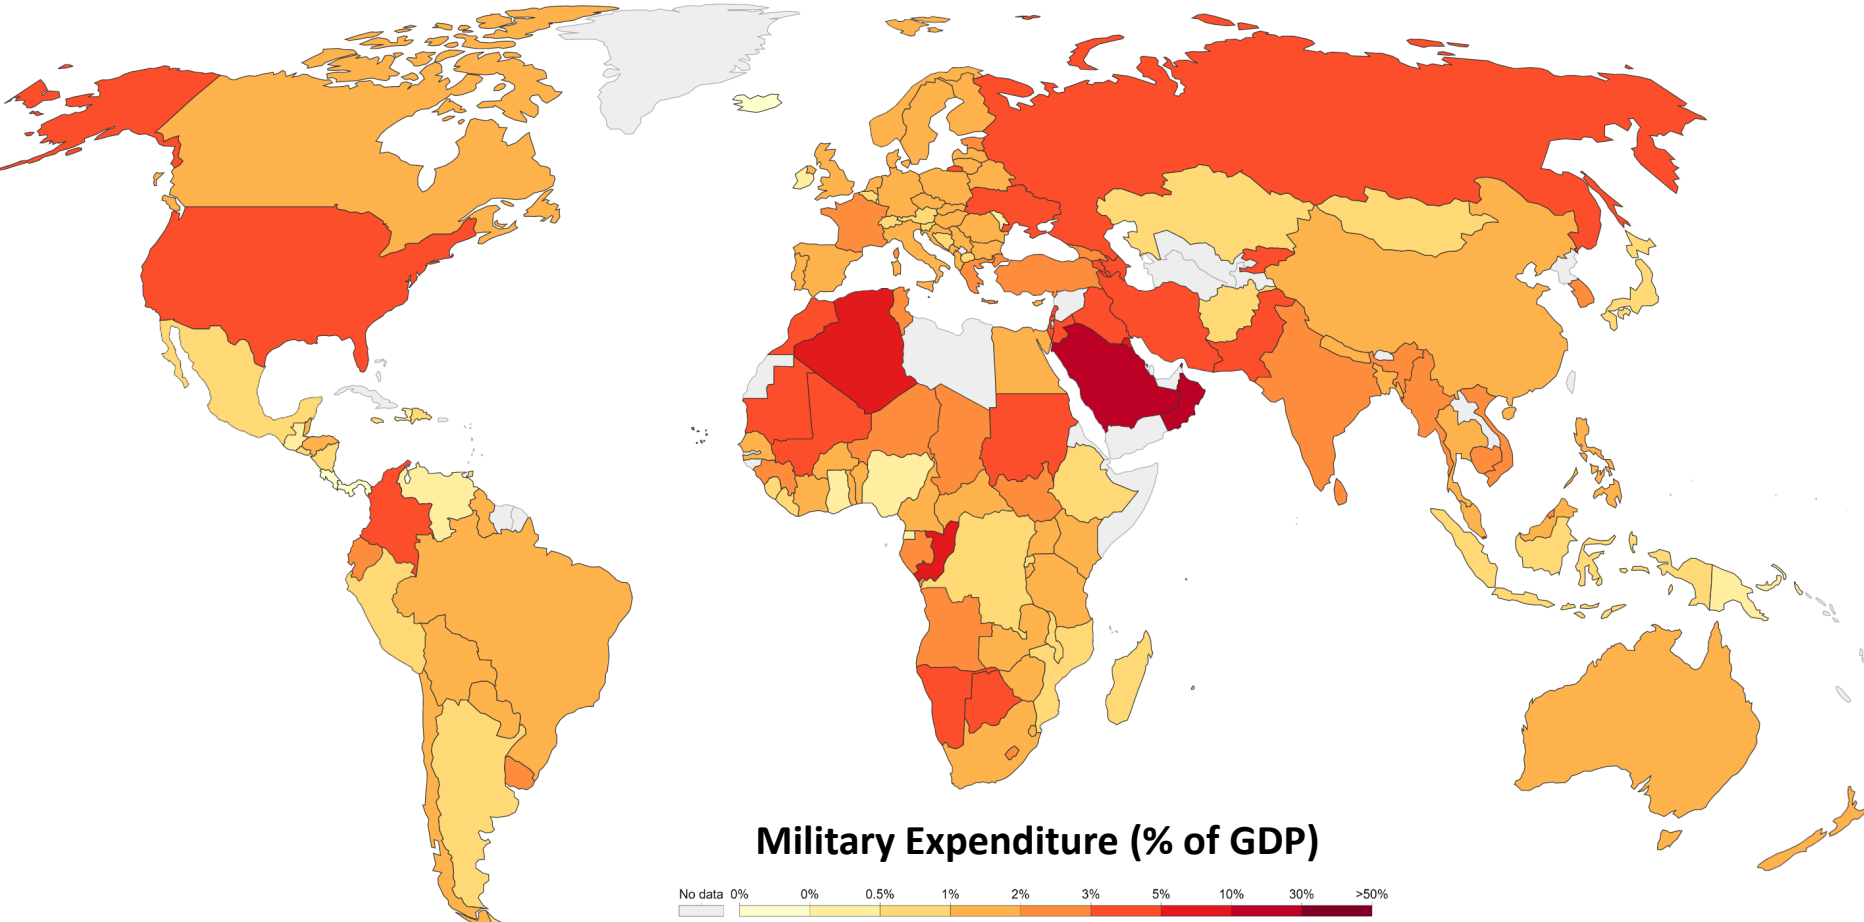 Military Expenditure (% of GDP)
No data 0% 0% 0.5% 1% 2% 3% 5% 10% 30% >50%